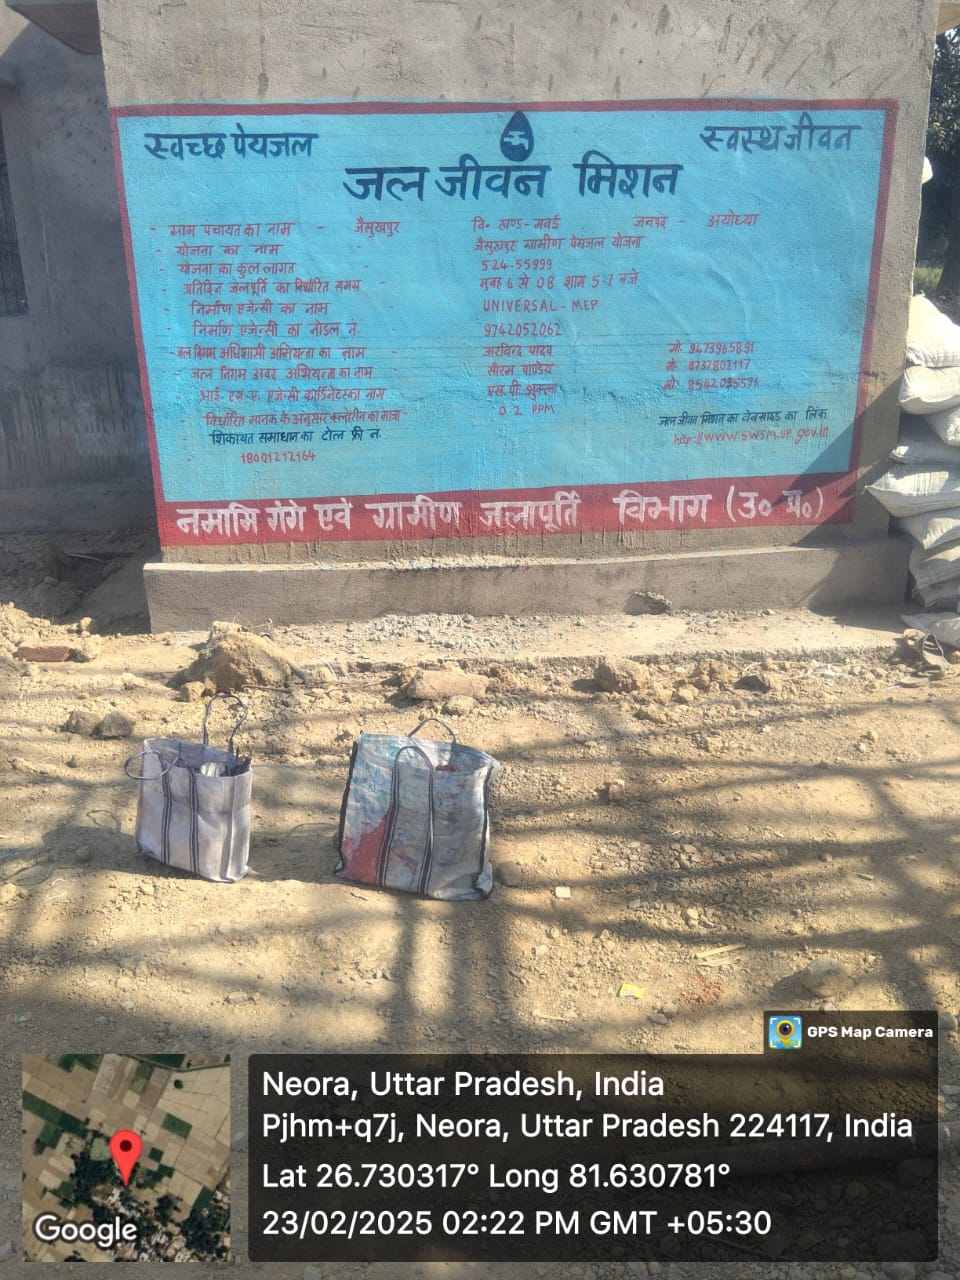 स्वच्छ पेयजल स्वस्थ जीवन
जल जीवन मिशन
- ग्राम पंचायत का नाम - जैसुखपुर वि० खण्ड - मवई जनपद - अयोध्या
- योजना का नाम - जैसुखपुर ग्रामीण पेयजल योजना
- योजना का कुल लागत - 524.55999
- प्रतिदिन जलपूर्ति का निर्धारित समय - सुबह 6 से 08 शाम 5-7 बजे
- निर्माण एजेन्सी का नाम - UNIVERSAL - MEP
- निर्माण एजेन्सी का नोडल नं. - 9742052062
- जल निगम अधिशासी अभियन्ता का नाम - अरविन्द यादव मो. 9473965891
- जल निगम अवर अभियन्ता का नाम - सौरभ पाण्डेय मो. 8737802117
- आई. एस. ए. एजेन्सी कार्डिनेटर का नाम - एस. पी. शुक्ला मो.
- निर्धारित मानक के अनुसार क्लोरीन का मात्रा - 0.2 PPM
शिकायत समाधान का टोल फ्री नं. जल जीवन मिशन का वेबसाइड का लिंक
18001212164 http://www.swsm.up.gov.in
नमामि गंगे एवं ग्रामीण जलापूर्ति विभाग (उ० प्र०)
GPS Map Camera
Neora, Uttar Pradesh, India
Pjhm+q7j, Neora, Uttar Pradesh 224117, India
Lat 26.730317° Long 81.630781°
23/02/2025 02:22 PM GMT +05:30
Google